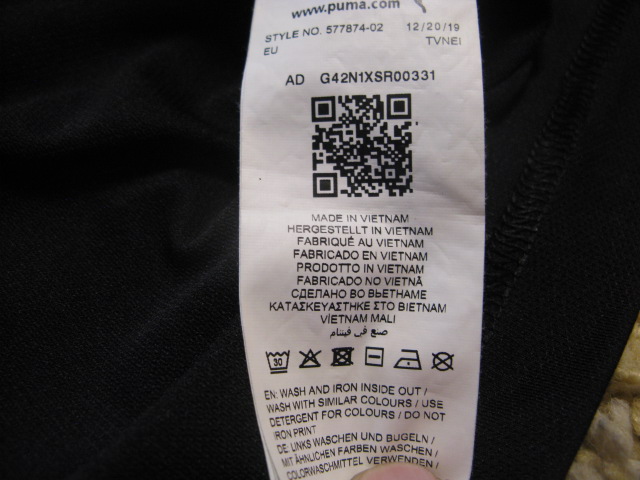 www.puma.com
STYLE NO. 577874-02 12/20/19
EU TVNEI
AD G42N1XSR00331
MADE IN VIETNAM
HERGESTELLT IN VIETNAM
FABRIQUÉ AU VIETNAM
FABRICADO EN VIETNAM
PRODOTTO IN VIETNAM
FABRICADO NO VIETNÃ
СДЕЛАНО ВО ВЬЕТНАМЕ
ΚΑΤΑΣΚΕΥΑΣΤΗΚΕ ΣΤΟ ΒΙΕΤΝΑΜ
VİETNAM MALI
صنع في فيتنام
30
EN: WASH AND IRON INSIDE OUT /
WASH WITH SIMILAR COLOURS / USE
DETERGENT FOR COLOURS / DO NOT
IRON PRINT
DE: LINKS WASCHEN UND BÜGELN /
MIT ÄHNLICHEN FARBEN WASCHEN /
COLORWASCHMITTEL VERWENDEN /